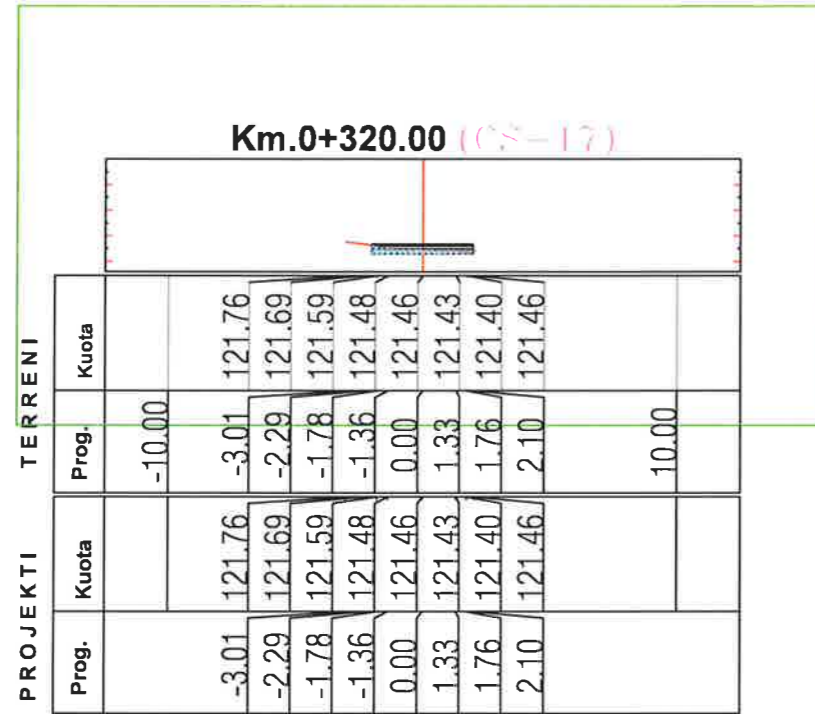 Km.0+320.00 (CS-17)
TERRENI
Kuota
121.76 121.69 121.59 121.48 121.46 121.43 121.40 121.46
Prog.
-10.00 -3.01 -2.29 -1.78 -1.36 0.00 1.33 1.76 2.10 10.00
PROJEKTI
Kuota
121.76 121.69 121.59 121.48 121.46 121.43 121.40 121.46
Prog.
-3.01 -2.29 -1.78 -1.36 0.00 1.33 1.76 2.10